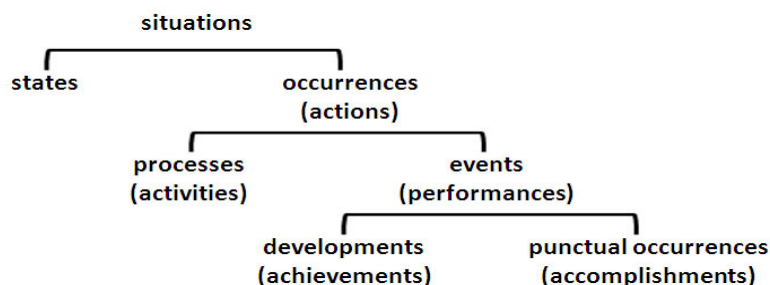 situations
states
occurrences
(actions)
processes
(activities)
events
(performances)
developments
(achievements)
punctual occurrences
(accomplishments)